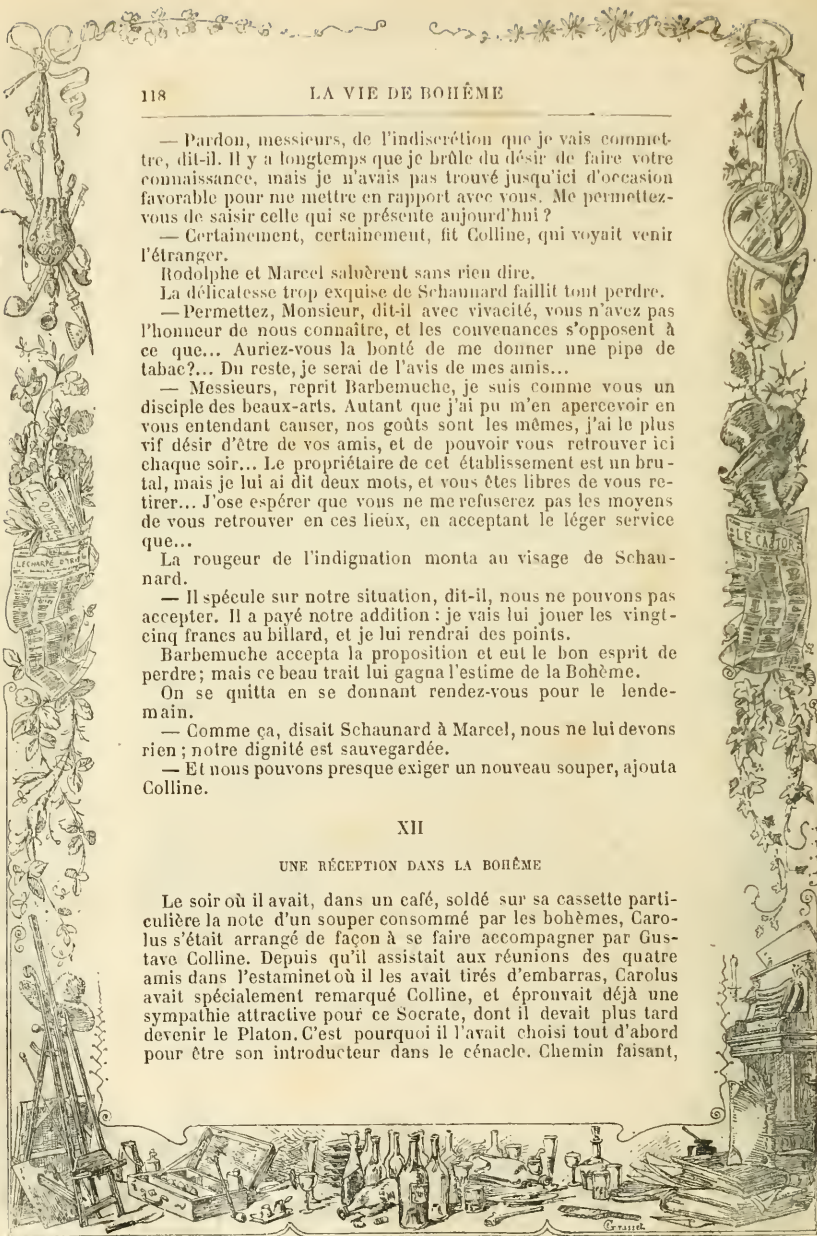 118 LA VIE DE BOHÊME
— Pardon, messieurs, de l'indiscrétion que je vais commet-
tre, dit-il. Il y a longtemps que je brûle du désir de faire votre
connaissance, mais je n'avais pas trouvé jusqu'ici d'occasion
favorable pour me mettre en rapport avec vous. Me permettez-
vous de saisir celle qui se présente aujourd'hui ?
— Certainement, certainement, fit Colline, qui voyait venir
l'étranger.
Rodolphe et Marcel saluèrent sans rien dire.
La délicatesse trop exquise de Schaunard faillit tout perdre.
— Permettez, Monsieur, dit-il avec vivacité, vous n'avez pas
l'honneur de nous connaître, et les convenances s'opposent à
ce que... Auriez-vous la bonté de me donner une pipe de
tabac?... Du reste, je serai de l'avis de mes amis...
— Messieurs, reprit Barbemuche, je suis comme vous un
disciple des beaux-arts. Autant que j'ai pu m'en apercevoir en
vous entendant causer, nos goûts sont les mêmes, j'ai le plus
vif désir d'être de vos amis, et de pouvoir vous retrouver ici
chaque soir... Le propriétaire de cet établissement est un bru-
tal, mais je lui ai dit deux mots, et vous êtes libres de vous re-
tirer... J'ose espérer que vous ne me refuserez pas les moyens
de vous retrouver en ces lieux, en acceptant le léger service
que...
La rougeur de l'indignation monta au visage de Schau-
nard.
— Il spécule sur notre situation, dit-il, nous ne pouvons pas
accepter. Il a payé notre addition : je vais lui jouer les vingt-
cinq francs au billard, et je lui rendrai des points.
Barbemuche accepta la proposition et eut le bon esprit de
perdre; mais ce beau trait lui gagna l'estime de la Bohême.
On se quitta en se donnant rendez-vous pour le lende-
main.
— Comme ça, disait Schaunard à Marcel, nous ne lui devons
rien ; notre dignité est sauvegardée.
— Et nous pouvons presque exiger un nouveau souper, ajouta
Colline.
XII
UNE RÉCEPTION DANS LA BOHÊME
Le soir où il avait, dans un café, soldé sur sa cassette parti-
culière la note d'un souper consommé par les bohèmes, Caro-
lus s'était arrangé de façon à se faire accompagner par Gus-
tave Colline. Depuis qu'il assistait aux réunions des quatre
amis dans l'estaminet où il les avait tirés d'embarras, Carolus
avait spécialement remarqué Colline, et éprouvait déjà une
sympathie attractive pour ce Socrate, dont il devait plus tard
devenir le Platon. C'est pourquoi il l'avait choisi tout d'abord
pour être son introducteur dans le cénacle. Chemin faisant,
LECHARPE D'IRIS
LE CASTOR
Grasset